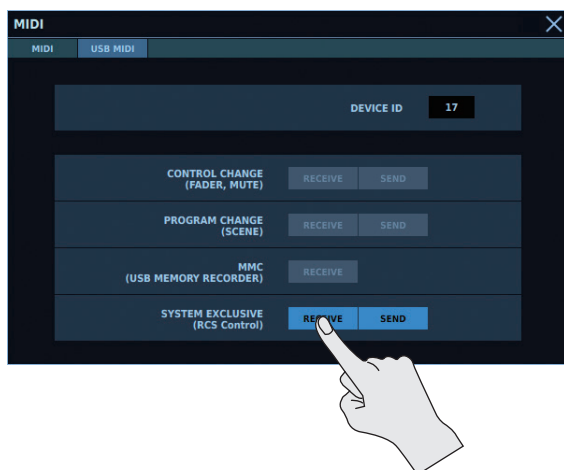 MIDI
MIDI USB MIDI
DEVICE ID 17
CONTROL CHANGE
(FADER, MUTE)
RECEIVE SEND
PROGRAM CHANGE
(SCENE)
RECEIVE SEND
MMC
(USB MEMORY RECORDER)
RECEIVE
SYSTEM EXCLUSIVE
(RCS Control)
RECEIVE SEND